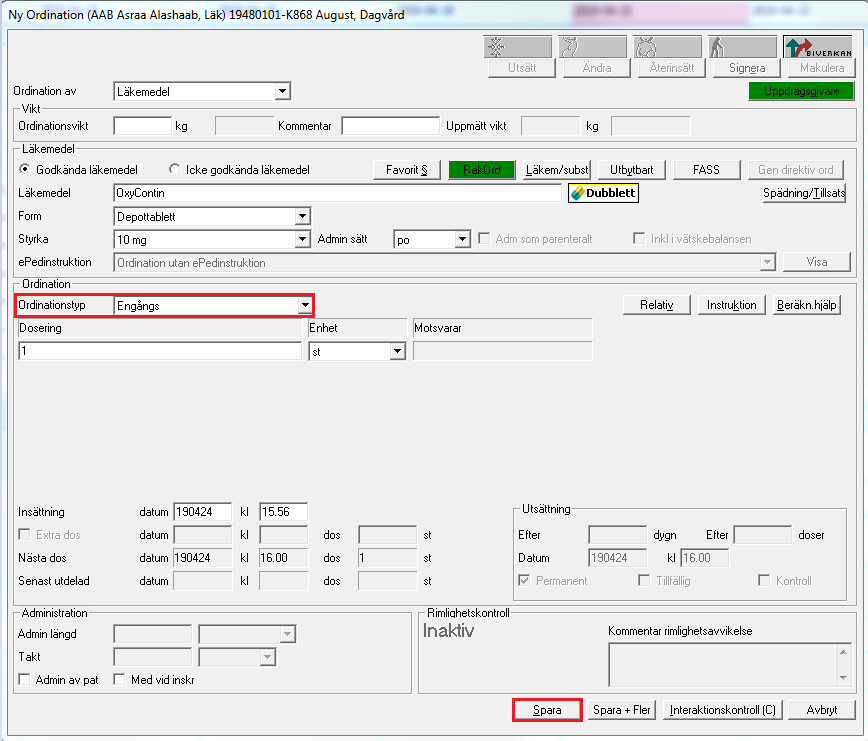 Ny Ordination (AAB Asraa Alashaab, Läk) 19480101-K868 August, Dagvård
BIVERKAN
Utsätt Ändra Återinsätt Signera Makulera
Ordination av Läkemedel Uppdragsgivare
Vikt
Ordinationsvikt kg Kommentar Uppmätt vikt kg
Läkemedel
Godkända läkemedel Icke godkända läkemedel Favorit § RekOrd Läkem/subst Utbytbart FASS Gen direktiv ord
Läkemedel OxyContin Dubblett Spädning/Tillsats
Form Depottablett
Styrka 10 mg Admin sätt po Adm som parenteralt Inkl i vätskebalansen
ePedinstruktion Ordination utan ePedinstruktion Visa
Ordination
Ordinationstyp Engångs Relativ Instruktion Beräkn.hjälp
Dosering Enhet Motsvarar
1 st
Insättning datum 190424 kl 15.56
Utsättning
Extra dos datum kl dos st Efter dygn Efter doser
Nästa dos datum 190424 kl 16.00 dos 1 st Datum 190424 kl 16.00
Senast utdelad datum kl dos st Permanent Tillfällig Kontroll
Administration Rimlighetskontroll
Admin längd Inaktiv Kommentar rimlighetsavvikelse
Takt
Admin av pat Med vid inskr
Spara Spara + Fler Interaktionskontroll (C) Avbryt